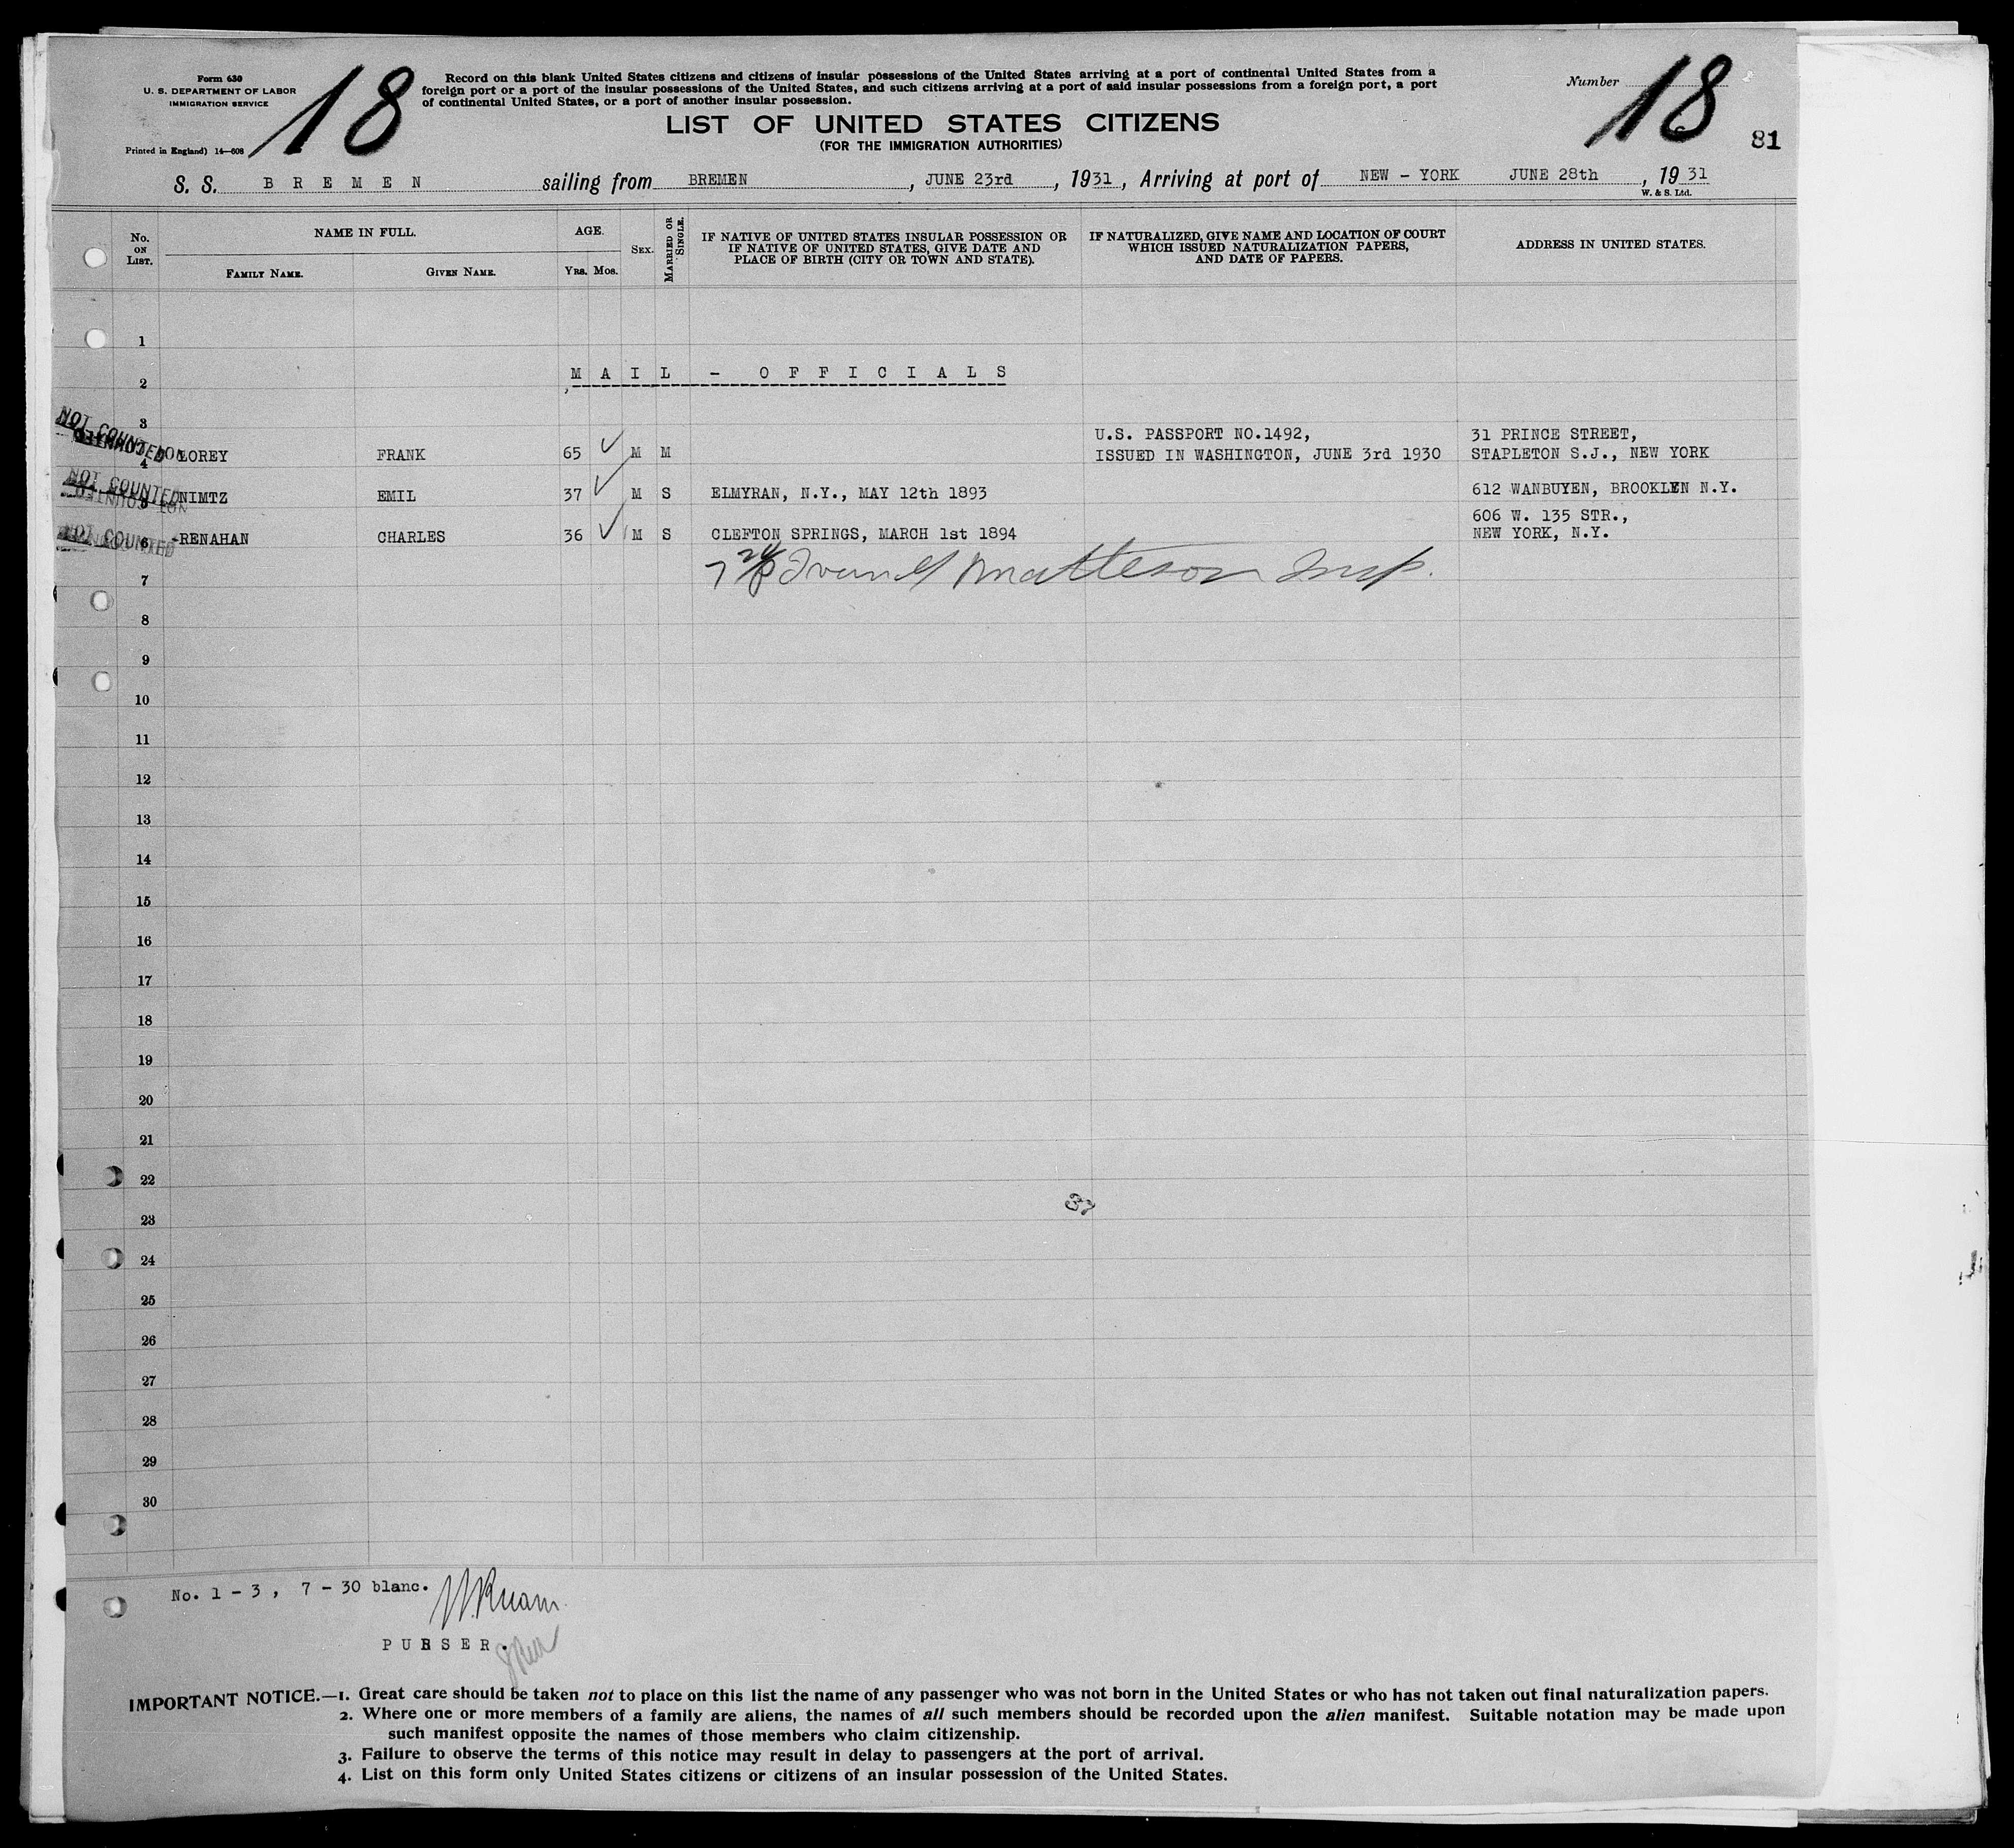 Form 630
U. S. DEPARTMENT OF LABOR
IMMIGRATION SERVICE
Printed in England) 14—608
18
Record on this blank United States citizens and citizens of insular possessions of the United States arriving at a port of continental United States from a
foreign port or a port of the insular possessions of the United States, and such citizens arriving at a port of said insular possessions from a foreign port, a port
of continental United States, or a port of another insular possession.
Number 18
81
LIST OF UNITED STATES CITIZENS
(FOR THE IMMIGRATION AUTHORITIES)
S. S. BREMEN sailing from BREMEN, JUNE 23rd, 1931, Arriving at port of NEW - YORK JUNE 28th, 1931
W. & S. Ltd.
No. ON LIST.
NAME IN FULL.
FAMILY NAME. GIVEN NAME.
AGE.
Yrs. Mos.
SEX.
MARRIED OR SINGLE.
IF NATIVE OF UNITED STATES INSULAR POSSESSION OR
IF NATIVE OF UNITED STATES, GIVE DATE AND
PLACE OF BIRTH (CITY OR TOWN AND STATE).
IF NATURALIZED, GIVE NAME AND LOCATION OF COURT
WHICH ISSUED NATURALIZATION PAPERS,
AND DATE OF PAPERS.
ADDRESS IN UNITED STATES.
1
MAIL - OFFICIALS
2
3
U.S. PASSPORT NO.1492, 31 PRINCE STREET,
NOT COUNTED 4 LOREY FRANK 65 M M ISSUED IN WASHINGTON, JUNE 3rd 1930 STAPLETON S.J., NEW YORK
NOT COUNTED 5 NIMTZ EMIL 37 M S ELMYRAN, N.Y., MAY 12th 1893 612 WANBUYEN, BROOKLEN N.Y.
606 W. 135 STR.,
NOT COUNTED 6 -RENAHAN CHARLES 36 M S CLEFTON SPRINGS, MARCH 1st 1894 NEW YORK, N.Y.
7 Matteson Insp.
8
9
10
11
12
13
14
15
16
17
18
19
20
21
22
37
23
24
25
26
27
28
29
30
No. 1 - 3, 7 - 30 blanc.
PURSER.
IMPORTANT NOTICE.—1. Great care should be taken not to place on this list the name of any passenger who was not born in the United States or who has not taken out final naturalization papers.
2. Where one or more members of a family are aliens, the names of all such members should be recorded upon the alien manifest. Suitable notation may be made upon
such manifest opposite the names of those members who claim citizenship.
3. Failure to observe the terms of this notice may result in delay to passengers at the port of arrival.
4. List on this form only United States citizens or citizens of an insular possession of the United States.